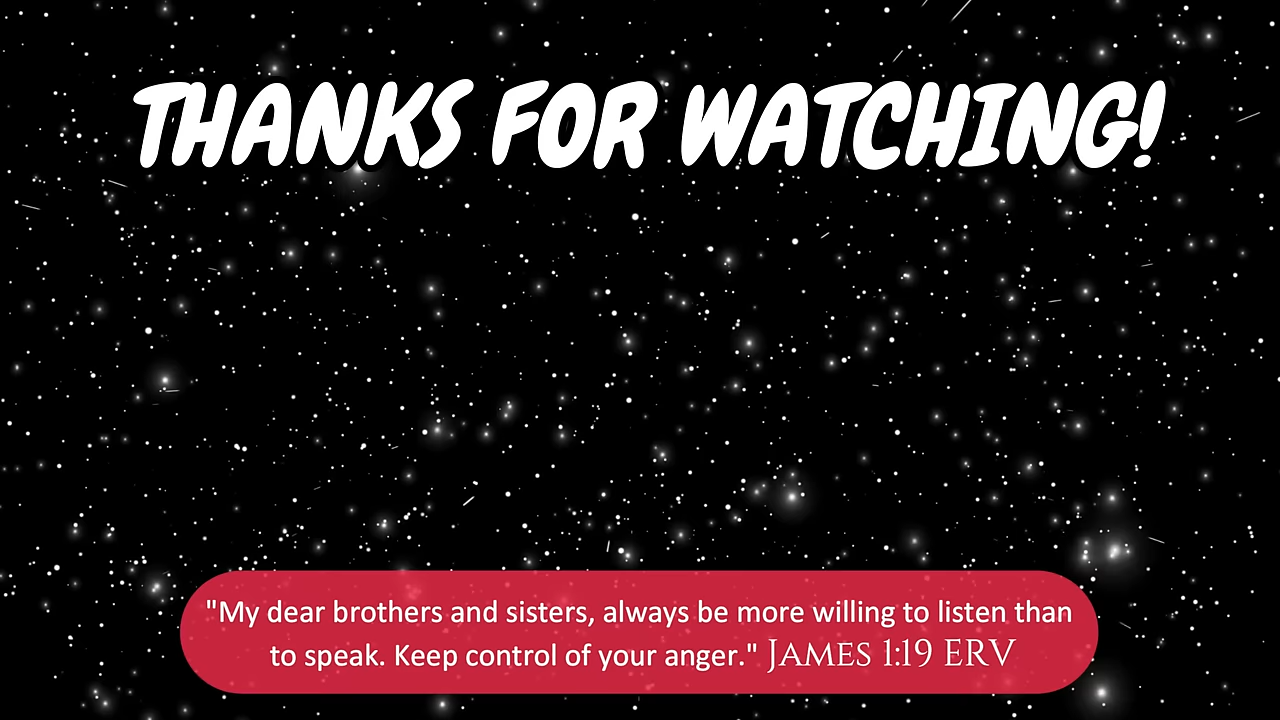 THANKS FOR WATCHING!
"My dear brothers and sisters, always be more willing to listen than
to speak. Keep control of your anger." James 1:19 ERV